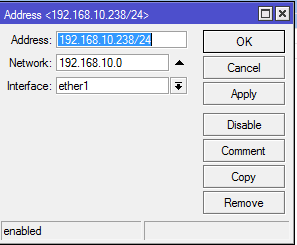 Address <192.168.10.238/24>
Address: 192.168.10.238/24
Network: 192.168.10.0
Interface: ether1
OK
Cancel
Apply
Disable
Comment
Copy
Remove
enabled